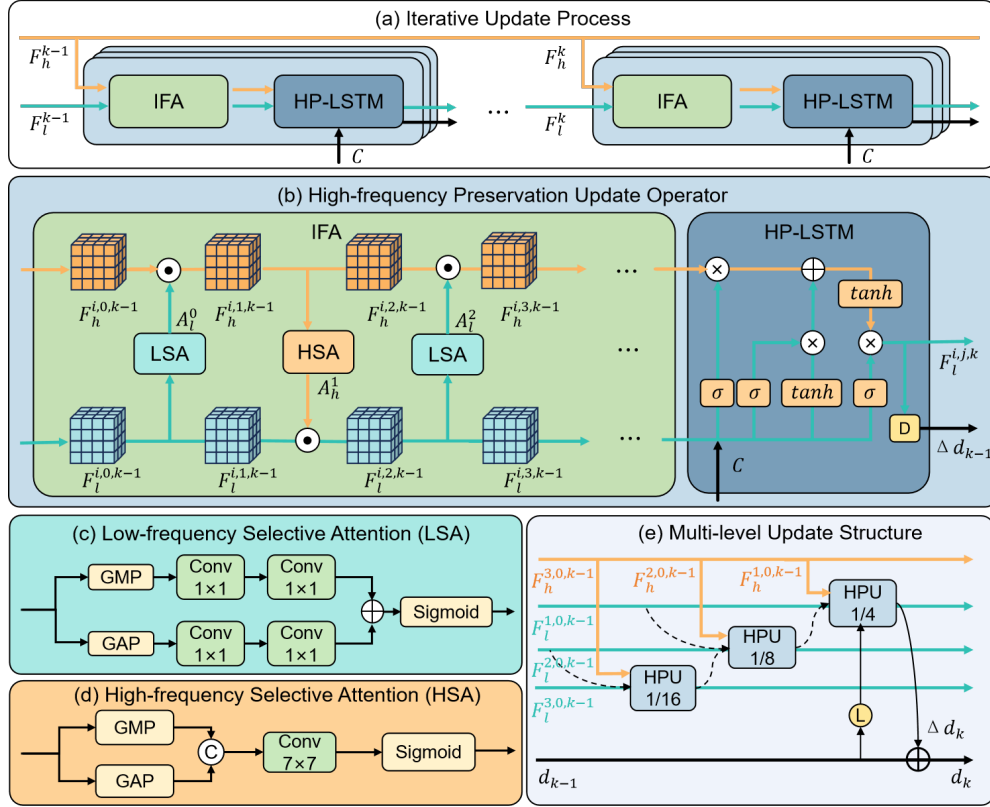 (a) Iterative Update Process
F_h^{k-1}
F_h^k
IFA
HP-LSTM
...
IFA
HP-LSTM
F_l^{k-1}
F_l^k
C
C
(b) High-frequency Preservation Update Operator
IFA
HP-LSTM
F_h^{i,0,k-1}
A_l^0
F_h^{i,1,k-1}
F_h^{i,2,k-1}
A_l^2
F_h^{i,3,k-1}
...
tanh
LSA
HSA
LSA
...
A_h^1
F_l^{i,j,k}
σ
σ
tanh
σ
D
...
F_l^{i,0,k-1}
F_l^{i,1,k-1}
F_l^{i,2,k-1}
F_l^{i,3,k-1}
C
Δ d_{k-1}
(c) Low-frequency Selective Attention (LSA)
GMP
Conv
1×1
Conv
1×1
Sigmoid
GAP
Conv
1×1
Conv
1×1
(d) High-frequency Selective Attention (HSA)
GMP
C
Conv
7×7
Sigmoid
GAP
(e) Multi-level Update Structure
F_h^{3,0,k-1}
F_h^{2,0,k-1}
F_h^{1,0,k-1}
HPU
1/4
F_l^{1,0,k-1}
HPU
1/8
F_l^{2,0,k-1}
HPU
1/16
F_l^{3,0,k-1}
L
Δ d_k
d_{k-1}
d_k